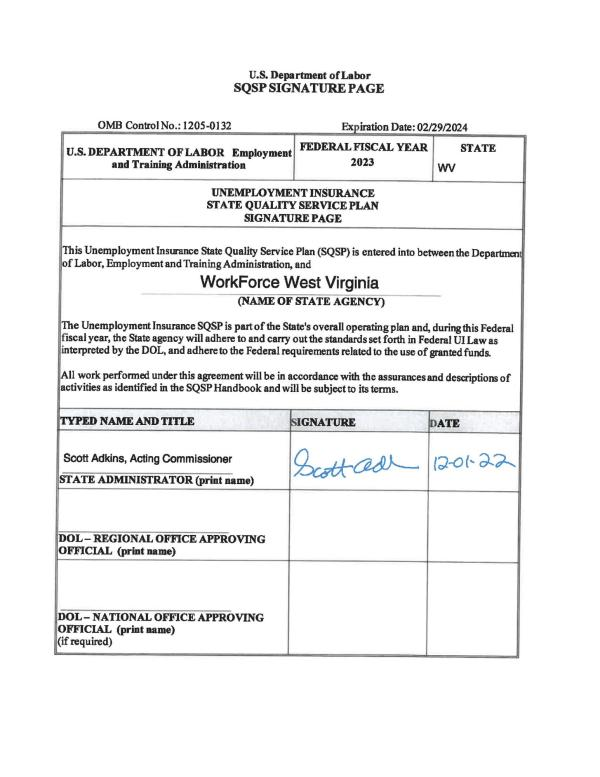 U.S. Department of Labor
SQSP SIGNATURE PAGE
OMB Control No.: 1205-0132 Expiration Date: 02/29/2024
U.S. DEPARTMENT OF LABOR Employment
and Training Administration
FEDERAL FISCAL YEAR
2023
STATE
WV
UNEMPLOYMENT INSURANCE
STATE QUALITY SERVICE PLAN
SIGNATURE PAGE
This Unemployment Insurance State Quality Service Plan (SQSP) is entered into between the Department
of Labor, Employment and Training Administration, and
WorkForce West Virginia
(NAME OF STATE AGENCY)
The Unemployment Insurance SQSP is part of the State's overall operating plan and, during this Federal
fiscal year, the State agency will adhere to and carry out the standards set forth in Federal UI Law as
interpreted by the DOL, and adhere to the Federal requirements related to the use of granted funds.
All work performed under this agreement will be in accordance with the assurances and descriptions of
activities as identified in the SQSP Handbook and will be subject to its terms.
TYPED NAME AND TITLE SIGNATURE DATE
Scott Adkins, Acting Commissioner
STATE ADMINISTRATOR (print name)
Scott Adk
12-01-22
DOL – REGIONAL OFFICE APPROVING
OFFICIAL (print name)
DOL – NATIONAL OFFICE APPROVING
OFFICIAL (print name)
(if required)